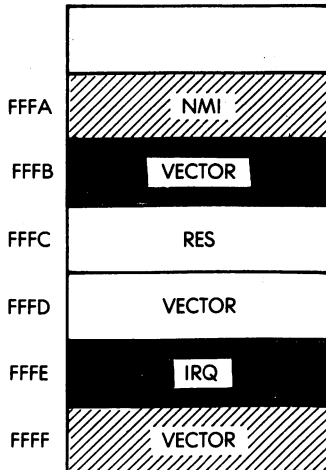 FFFA NMI
FFFB VECTOR
FFFC RES
FFFD VECTOR
FFFE IRQ
FFFF VECTOR